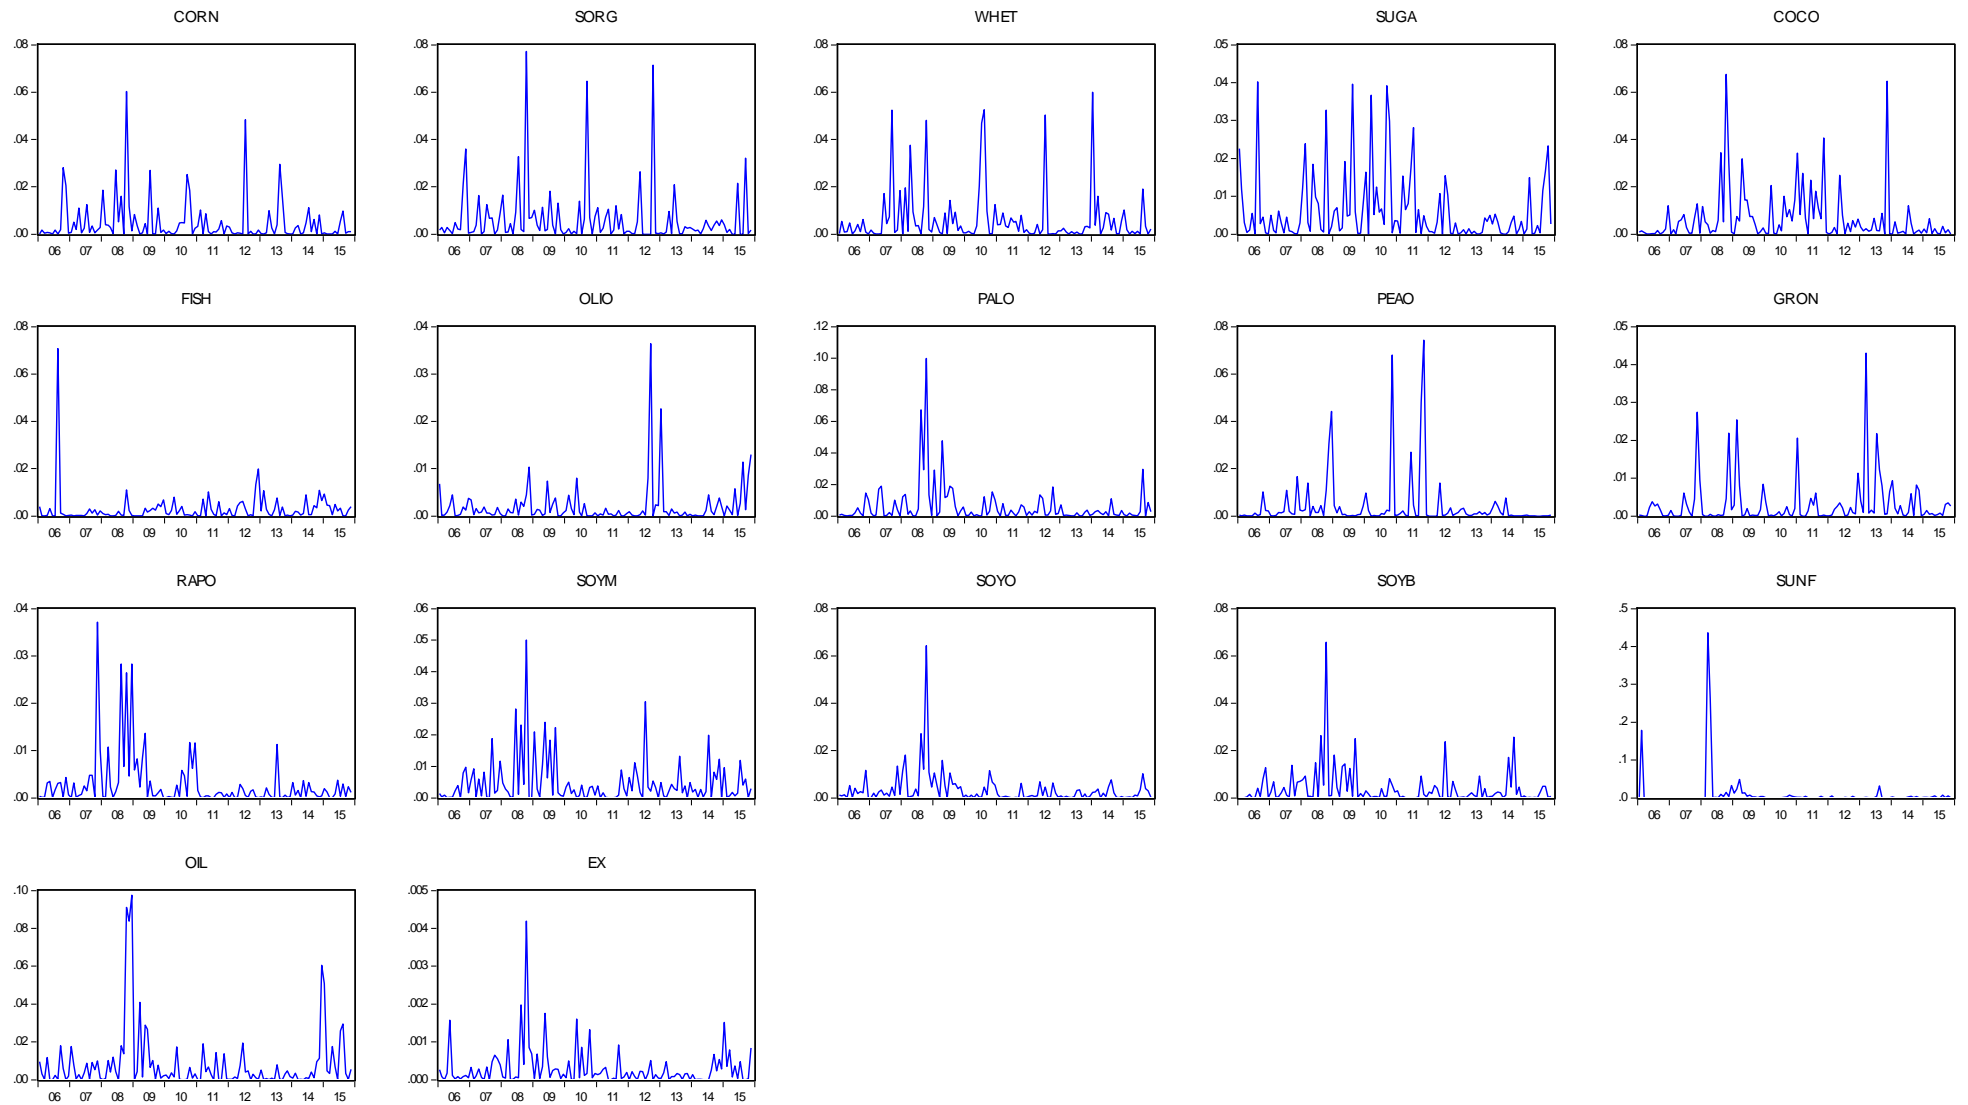 CORN SORG WHET SUGA COCO
.08 .08 .08 .05 .08
.04
.06 .06 .06 .06
.03
.04 .04 .04 .04
.02
.02 .02 .02 .02
.01
.00 .00 .00 .00 .00
06 07 08 09 10 11 12 13 14 15 06 07 08 09 10 11 12 13 14 15 06 07 08 09 10 11 12 13 14 15 06 07 08 09 10 11 12 13 14 15 06 07 08 09 10 11 12 13 14 15
FISH OLIO PALO PEAO GRON
.08 .04 .12 .08 .05
.10 .04
.06 .03 .06
.08 .03
.04 .02 .06 .04
.02
.04
.02 .01 .02
.02 .01
.00 .00 .00 .00 .00
06 07 08 09 10 11 12 13 14 15 06 07 08 09 10 11 12 13 14 15 06 07 08 09 10 11 12 13 14 15 06 07 08 09 10 11 12 13 14 15 06 07 08 09 10 11 12 13 14 15
RAPO SOYM SOYO SOYB SUNF
.04 .06 .08 .08 .5
.05 .4
.03 .06 .06
.04 .3
.02 .03 .04 .04
.02 .2
.01 .02 .02
.01 .1
.00 .00 .00 .00 .0
06 07 08 09 10 11 12 13 14 15 06 07 08 09 10 11 12 13 14 15 06 07 08 09 10 11 12 13 14 15 06 07 08 09 10 11 12 13 14 15 06 07 08 09 10 11 12 13 14 15
OIL EX
.10 .005
.08 .004
.06 .003
.04 .002
.02 .001
.00 .000
06 07 08 09 10 11 12 13 14 15 06 07 08 09 10 11 12 13 14 15